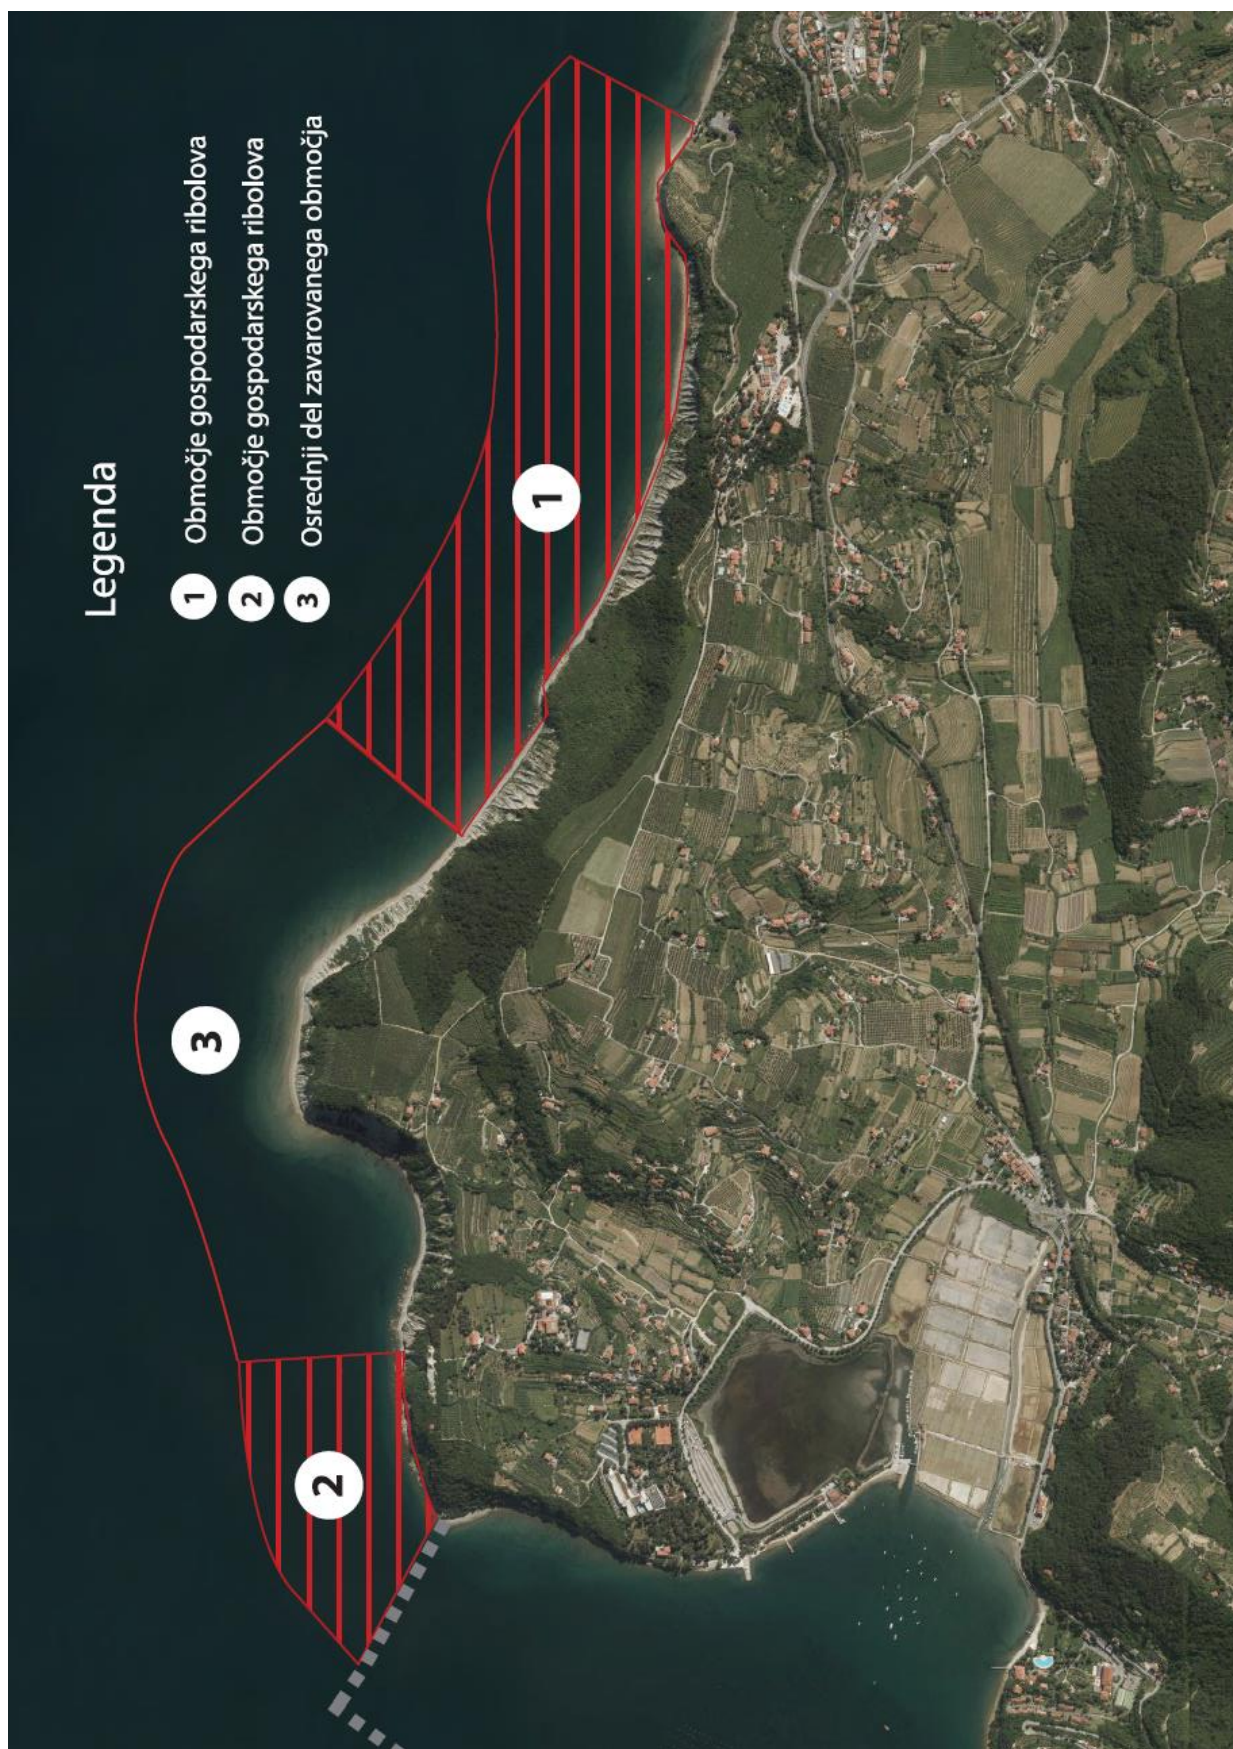 Legenda
1 Območje gospodarskega ribolova
2 Območje gospodarskega ribolova
3 Osrednji del zavarovanega območja
1
3
2